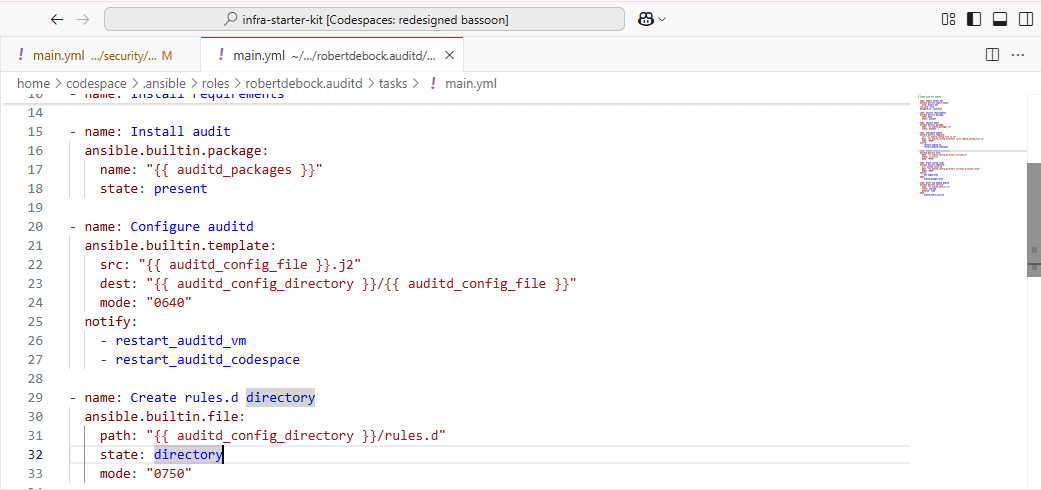 infra-starter-kit [Codespaces: redesigned bassoon]
! main.yml .../security/... M
! main.yml ~/.../robertdebock.auditd/... ×
home > codespace > .ansible > roles > robertdebock.auditd > tasks > ! main.yml
- name: Install requirements
14
15 - name: Install audit
16 ansible.builtin.package:
17 name: "{{ auditd_packages }}"
18 state: present
19
20 - name: Configure auditd
21 ansible.builtin.template:
22 src: "{{ auditd_config_file }}.j2"
23 dest: "{{ auditd_config_directory }}/{{ auditd_config_file }}"
24 mode: "0640"
25 notify:
26 - restart_auditd_vm
27 - restart_auditd_codespace
28
29 - name: Create rules.d directory
30 ansible.builtin.file:
31 path: "{{ auditd_config_directory }}/rules.d"
32 state: directory
33 mode: "0750"